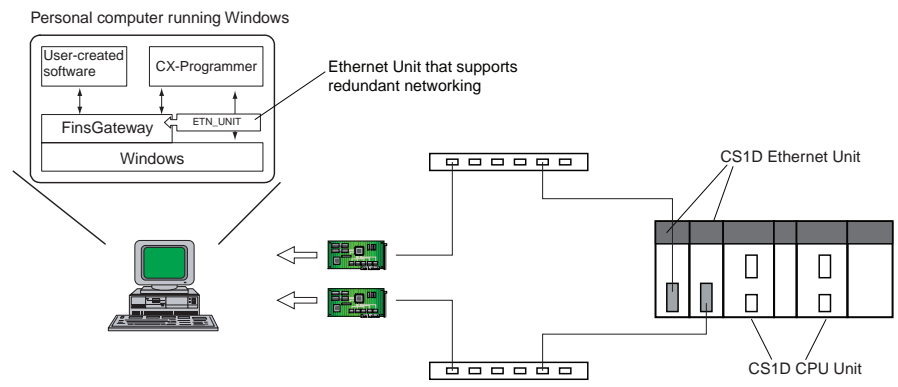 Personal computer running Windows
User-created
software
CX-Programmer
Ethernet Unit that supports
redundant networking
FinsGateway
ETN_UNIT
Windows
CS1D Ethernet Unit
CS1D CPU Unit